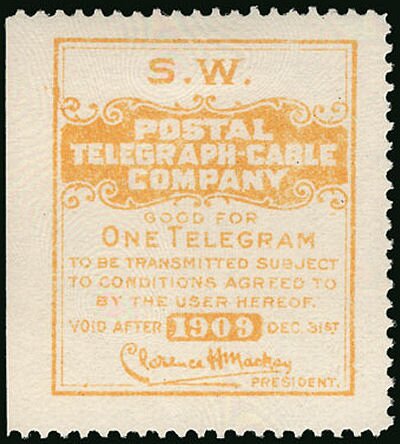 S.W.
POSTAL
TELEGRAPH-CABLE
COMPANY
GOOD FOR
ONE TELEGRAM
TO BE TRANSMITTED SUBJECT
TO CONDITIONS AGREED TO
BY THE USER HEREOF.
VOID AFTER 1909 DEC. 31ST
Clarence H Mackay
PRESIDENT.